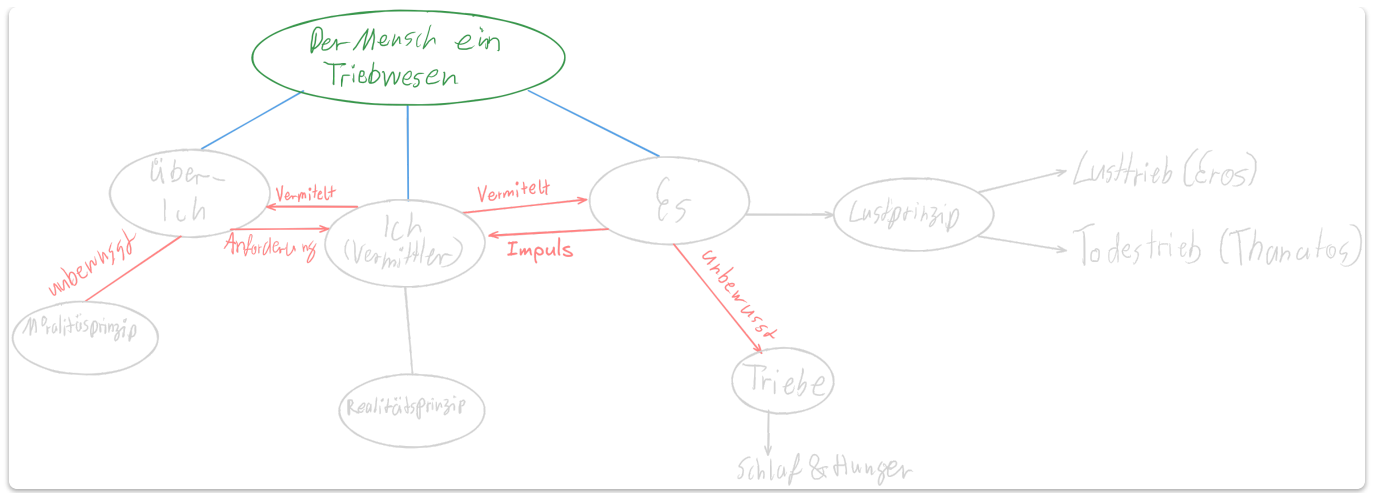 Der Mensch ein
Triebwesen
Über-
Ich
Vermitelt
Vermitelt
Es
Lusttrieb (Eros)
Lustprinzip
Anforderung
Ich
(Vermittler)
Impuls
Todestrieb (Thanatos)
unbewusst
unbewusst
Moralitäsprinzip
Triebe
Realitätsprinzip
Schlaf & Hunger